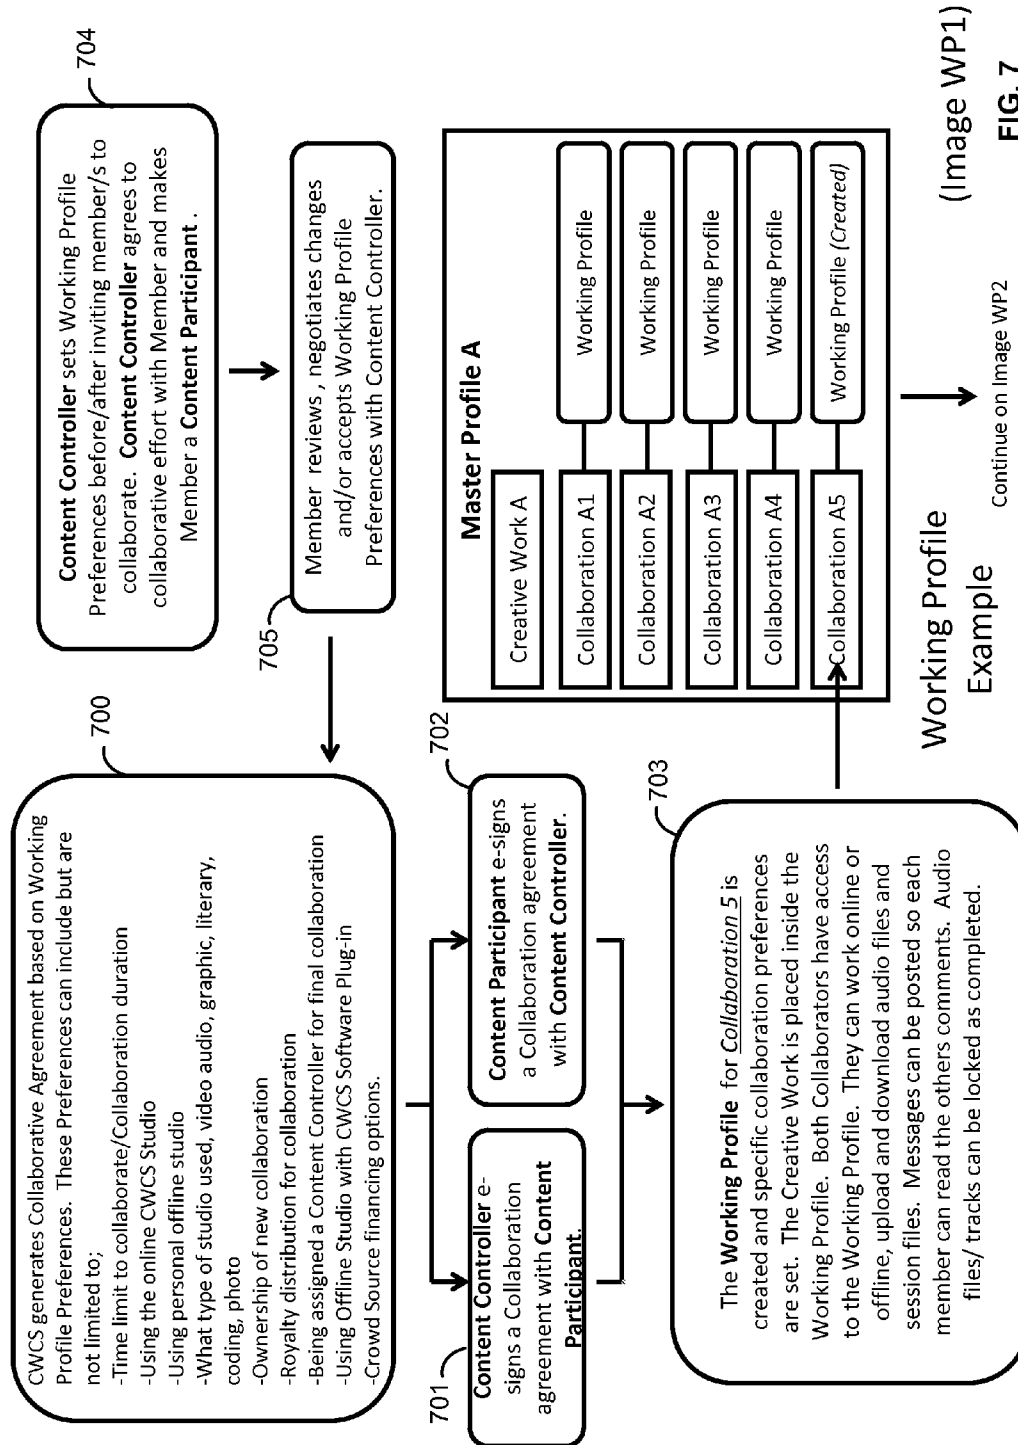 704
Content Controller sets Working Profile
Preferences before/after inviting member/s to
collaborate. Content Controller agrees to
collaborative effort with Member and makes
Member a Content Participant.
705
Member reviews, negotiates changes
and/or accepts Working Profile
Preferences with Content Controller.
700
CWCS generates Collaborative Agreement based on Working
Profile Preferences. These Preferences can include but are
not limited to;
-Time limit to collaborate/Collaboration duration
-Using the online CWCS Studio
-Using personal offline studio
-What type of studio used, video audio, graphic, literary,
coding, photo
-Ownership of new collaboration
-Royalty distribution for collaboration
-Being assigned a Content Controller for final collaboration
-Using Offline Studio with CWCS Software Plug-in
-Crowd Source financing options.
701
Content Controller e-
signs a Collaboration
agreement with Content
Participant.
702
Content Participant e-signs
a Collaboration agreement
with Content Controller.
703
The Working Profile for Collaboration 5 is
created and specific collaboration preferences
are set. The Creative Work is placed inside the
Working Profile. Both Collaborators have access
to the Working Profile. They can work online or
offline, upload and download audio files and
session files. Messages can be posted so each
member can read the others comments. Audio
files/ tracks can be locked as completed.
Master Profile A
Creative Work A
Collaboration A1
Working Profile
Collaboration A2
Working Profile
Collaboration A3
Working Profile
Collaboration A4
Working Profile
Collaboration A5
Working Profile (Created)
Working Profile
Example
Continue on Image WP2
(Image WP1)
FIG. 7